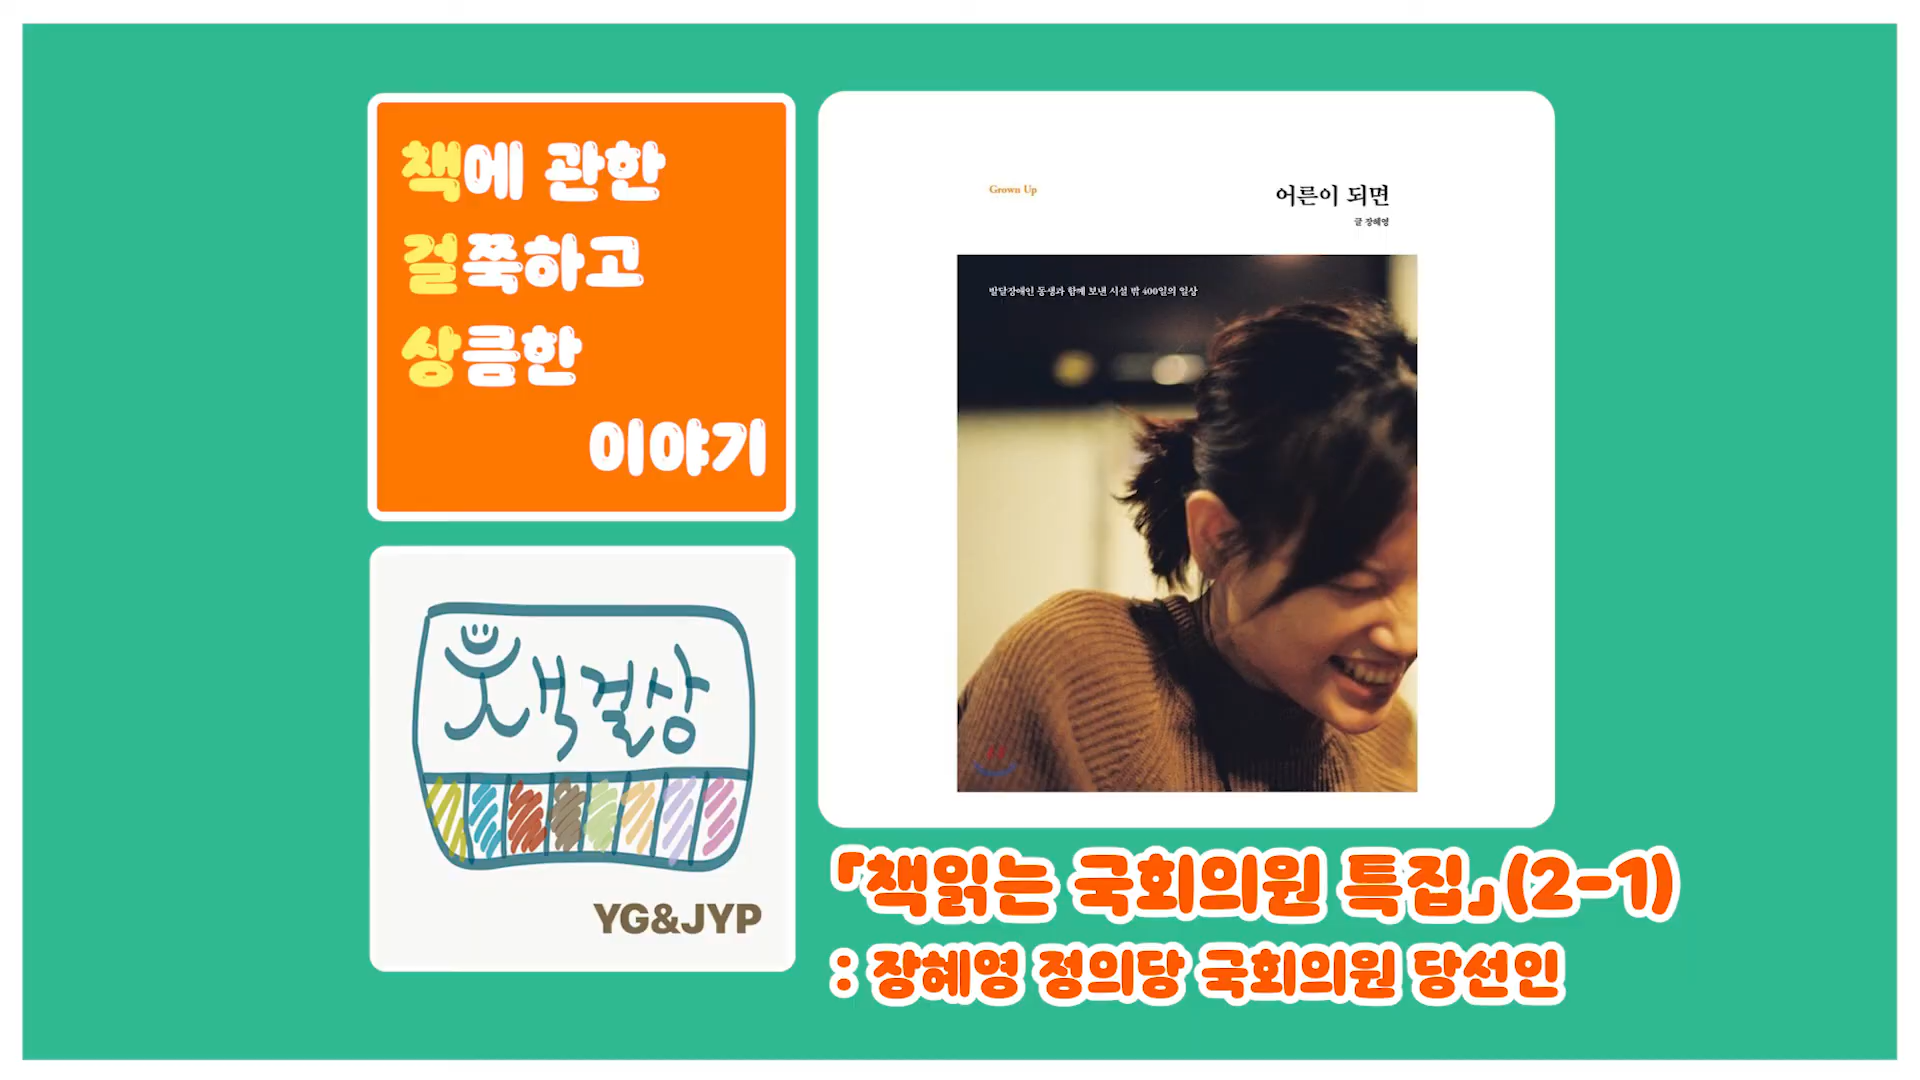 책에 관한
걸쭉하고
상큼한
이야기
책걸상
YG&JYP
Grown Up
어른이 되면
글 장혜영
발달장애인 동생과 함께 보낸 시설 밖 400일의 일상
「책읽는 국회의원 특집」(2-1)
: 장혜영 정의당 국회의원 당선인